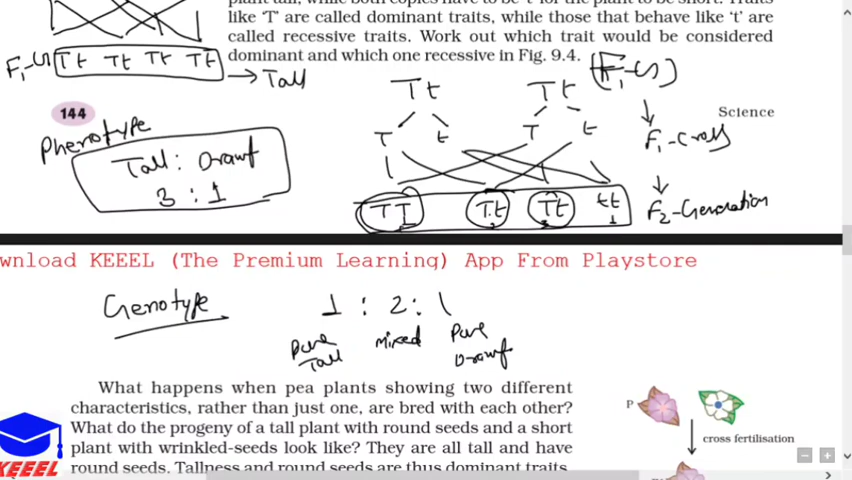 plant tall, while both copies have to be 't' for the plant to be short. Traits
like 'T' are called dominant traits, while those that behave like 't' are
called recessive traits. Work out which trait would be considered
dominant and which one recessive in Fig. 9.4.
F₁-G Tt Tt Tt Tt → Tall
Tt Tt (F₁-G)
144
Science
Phenotype
T t T t F₁-Cross
Tall : Drawf
3 : 1
TT Tt Tt tt F₂-Generation
1 2 3 1
wnload KEEEL (The Premium Learning) App From Playstore
Genotype 1 : 2 : 1
Pure Tall mixed Pure Drawf
What happens when pea plants showing two different
characteristics, rather than just one, are bred with each other?
What do the progeny of a tall plant with round seeds and a short
plant with wrinkled-seeds look like? They are all tall and have
round seeds. Tallness and round seeds are thus dominant traits.
P
cross fertilisation
KEEEL